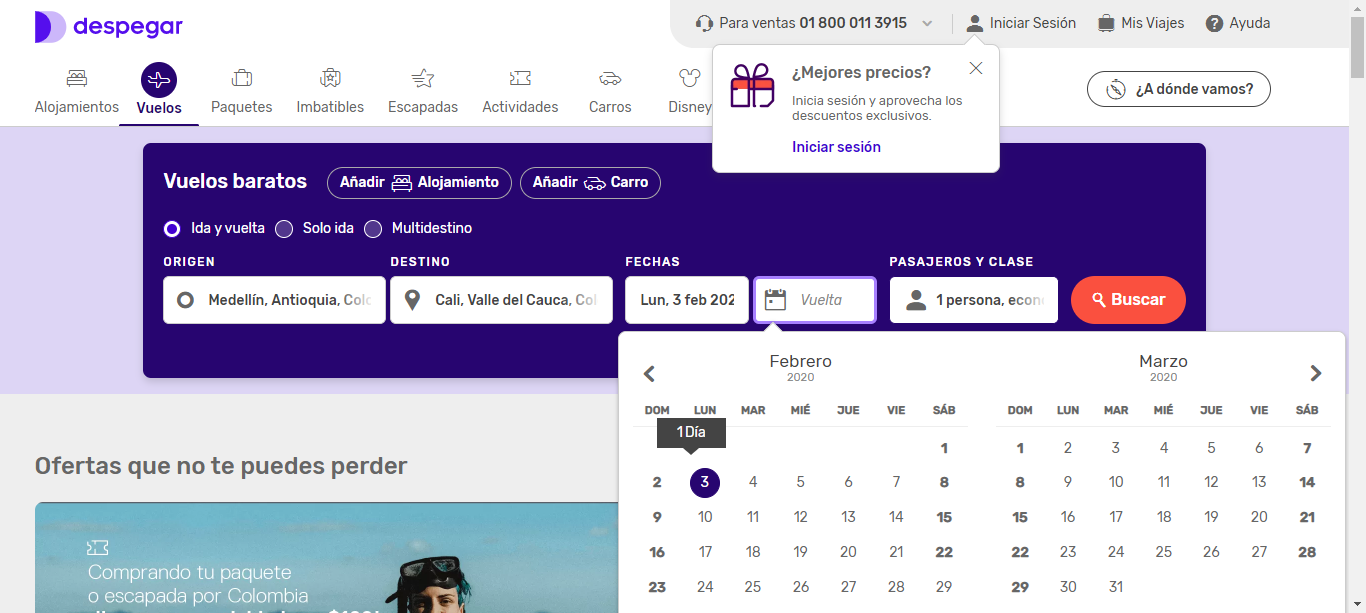 despegar
Para ventas 01 800 011 3915
Iniciar Sesión
Mis Viajes
Ayuda
Alojamientos
Vuelos
Paquetes
Imbatibles
Escapadas
Actividades
Carros
Disney
¿Mejores precios?
Inicia sesión y aprovecha los
descuentos exclusivos.
Iniciar sesión
¿A dónde vamos?
Vuelos baratos
Añadir Alojamiento
Añadir Carro
Ida y vuelta
Solo ida
Multidestino
ORIGEN
DESTINO
FECHAS
PASAJEROS Y CLASE
Medellín, Antioquia, Colo
Cali, Valle del Cauca, Col
Lun, 3 feb 202
Vuelta
1 persona, econ
Buscar
Febrero
2020
DOM LUN MAR MIÉ JUE VIE SÁB
1 Día
1
2 3 4 5 6 7 8
9 10 11 12 13 14 15
16 17 18 19 20 21 22
23 24 25 26 27 28 29
Marzo
2020
DOM LUN MAR MIÉ JUE VIE SÁB
1 2 3 4 5 6 7
8 9 10 11 12 13 14
15 16 17 18 19 20 21
22 23 24 25 26 27 28
29 30 31
Ofertas que no te puedes perder
Comprando tu paquete
o escapada por Colombia